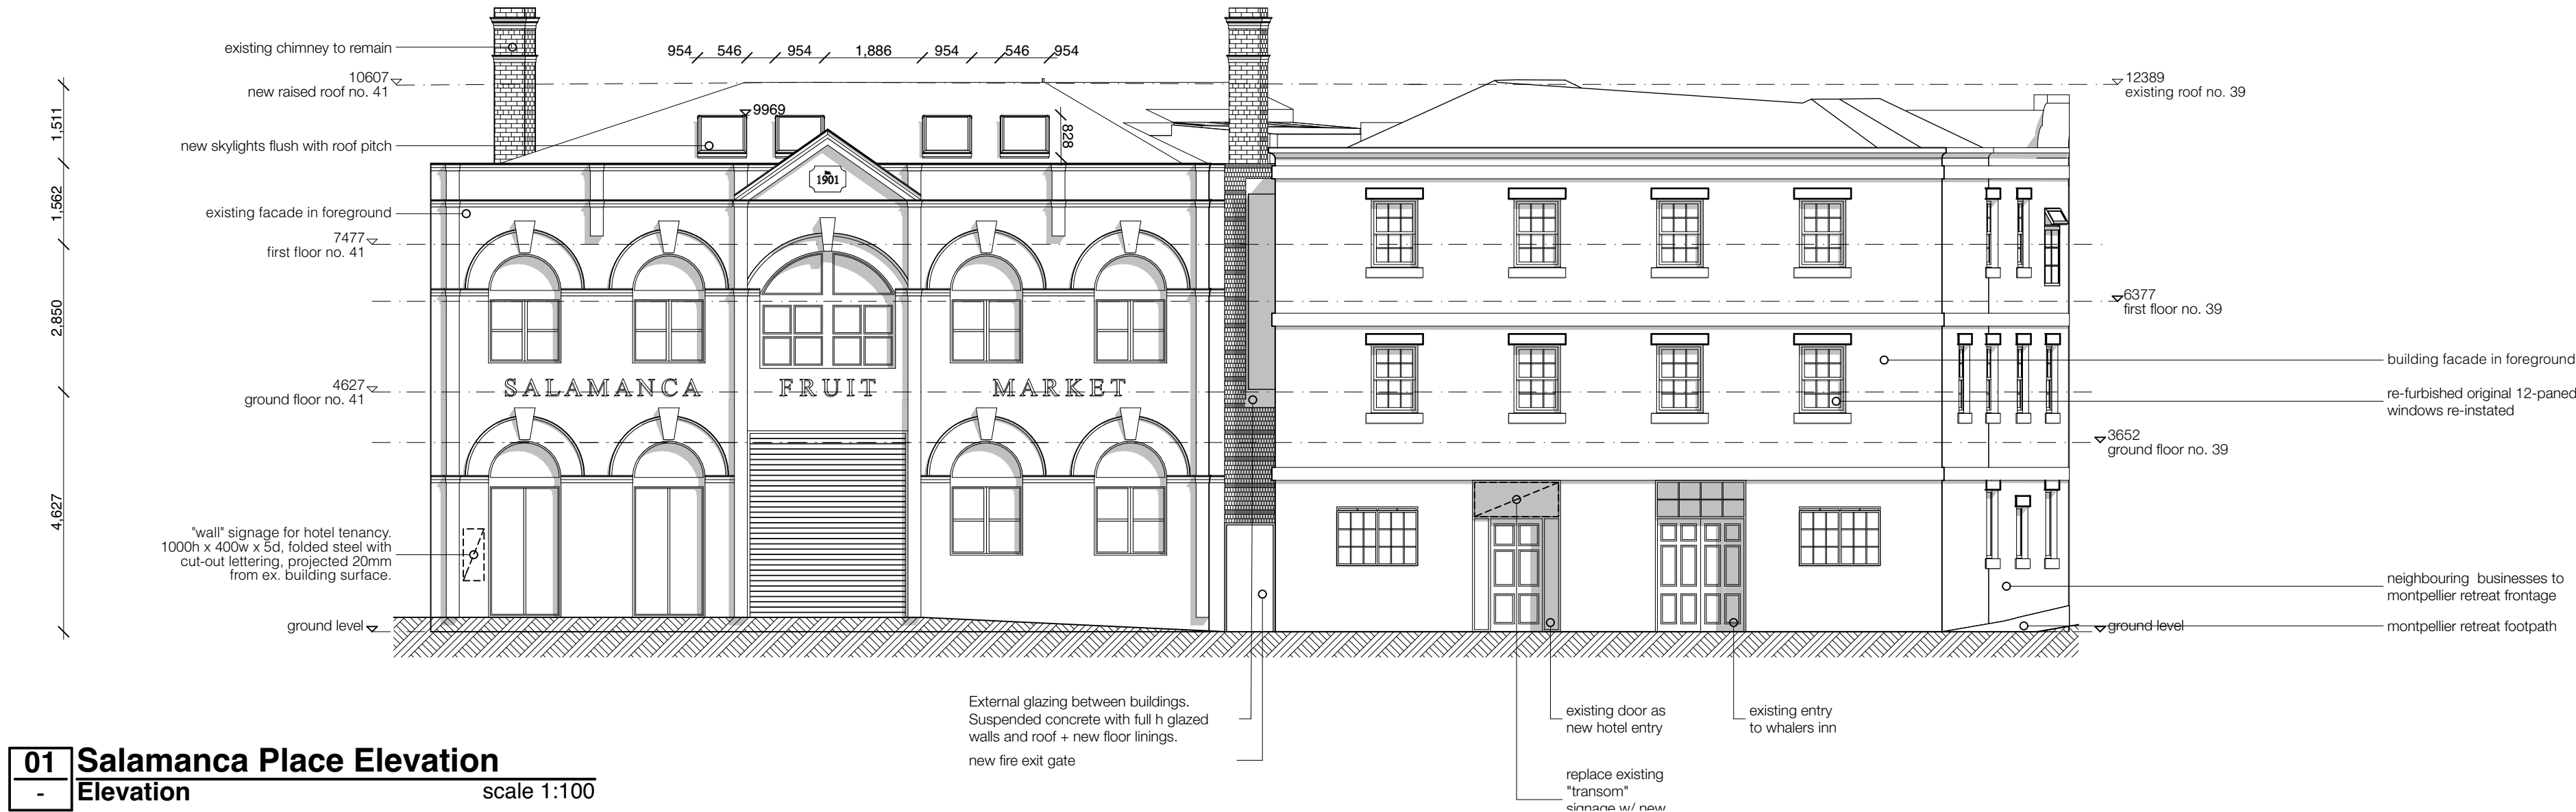 existing chimney to remain
954 546 954 1,886 954 546 954
10607
new raised roof no. 41
12389
existing roof no. 39
9969
828
1,511
new skylights flush with roof pitch
1901
1,562
existing facade in foreground
7477
first floor no. 41
6377
first floor no. 39
2,850
building facade in foreground
4627
ground floor no. 41
SALAMANCA FRUIT MARKET
re-furbished original 12-paned
windows re-instated
3652
ground floor no. 39
4,627
"wall" signage for hotel tenancy.
1000h x 400w x 5d, folded steel with
cut-out lettering, projected 20mm
from ex. building surface.
neighbouring businesses to
montpellier retreat frontage
ground level
ground level
montpellier retreat footpath
External glazing between buildings.
Suspended concrete with full h glazed
walls and roof + new floor linings.
new fire exit gate
existing door as
new hotel entry
existing entry
to whalers inn
replace existing
"transom"
signage w/ new
01 Salamanca Place Elevation
- Elevation scale 1:100